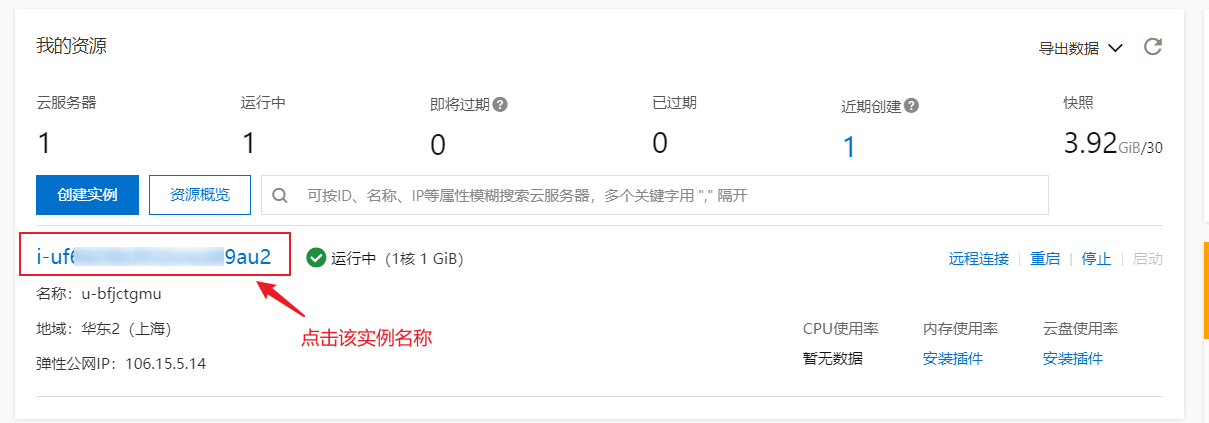 我的资源
导出数据
云服务器 运行中 即将过期 已过期 近期创建 快照
1 1 0 0 1 3.92GiB/30
创建实例 资源概览 可按ID、名称、IP等属性模糊搜索云服务器，多个关键字用 "," 隔开
i-uf 9au2 运行中（1核 1 GiB） 远程连接 重启 停止 启动
名称：u-bfjctgmu
点击该实例名称
地域：华东2（上海） CPU使用率 内存使用率 云盘使用率
弹性公网IP：106.15.5.14 暂无数据 安装插件 安装插件